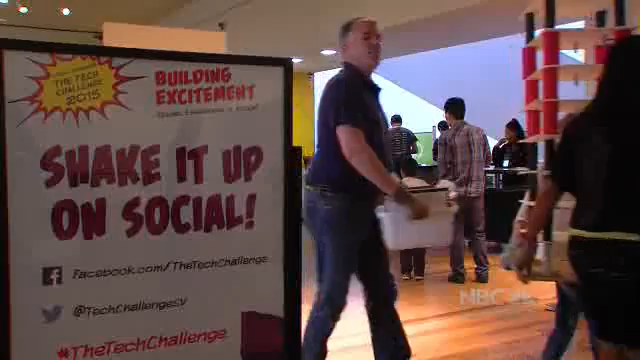 THE TECH
CHALLENGE
2015
BUILDING
EXCITEMENT
SHAKE IT UP
ON SOCIAL!
Facebook.com/TheTechChallenge
@TechChallengeSV
#TheTechChallenge
NBC